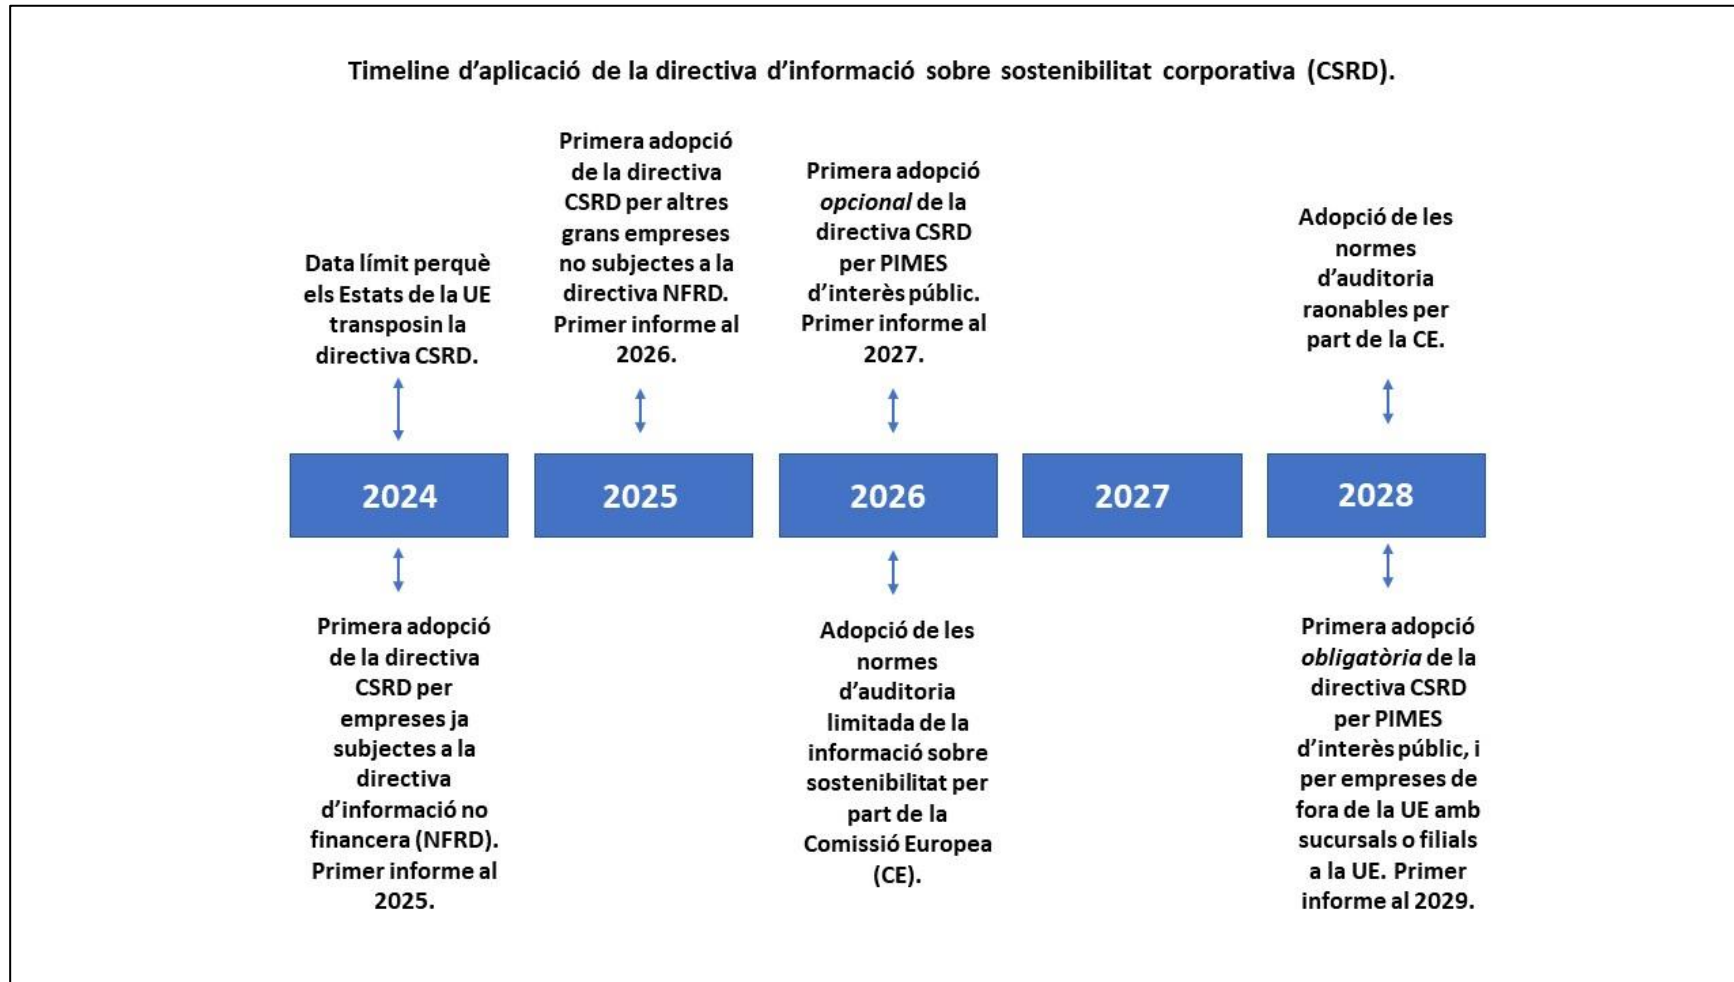 Timeline d’aplicació de la directiva d’informació sobre sostenibilitat corporativa (CSRD).
Data límit perquè
els Estats de la UE
transposin la
directiva CSRD.
Primera adopció
de la directiva
CSRD per altres
grans empreses
no subjectes a la
directiva NFRD.
Primer informe al
2026.
Primera adopció
opcional de la
directiva CSRD
per PIMES
d’interès públic.
Primer informe al
2027.
Adopció de les
normes
d’auditoria
raonables per
part de la CE.
2024
2025
2026
2027
2028
Primera adopció
de la directiva
CSRD per
empreses ja
subjectes a la
directiva
d’informació no
financera (NFRD).
Primer informe al
2025.
Adopció de les
normes
d’auditoria
limitada de la
informació sobre
sostenibilitat per
part de la
Comissió Europea
(CE).
Primera adopció
obligatòria de la
directiva CSRD
per PIMES
d’interès públic, i
per empreses de
fora de la UE amb
sucursals o filials
a la UE. Primer
informe al 2029.